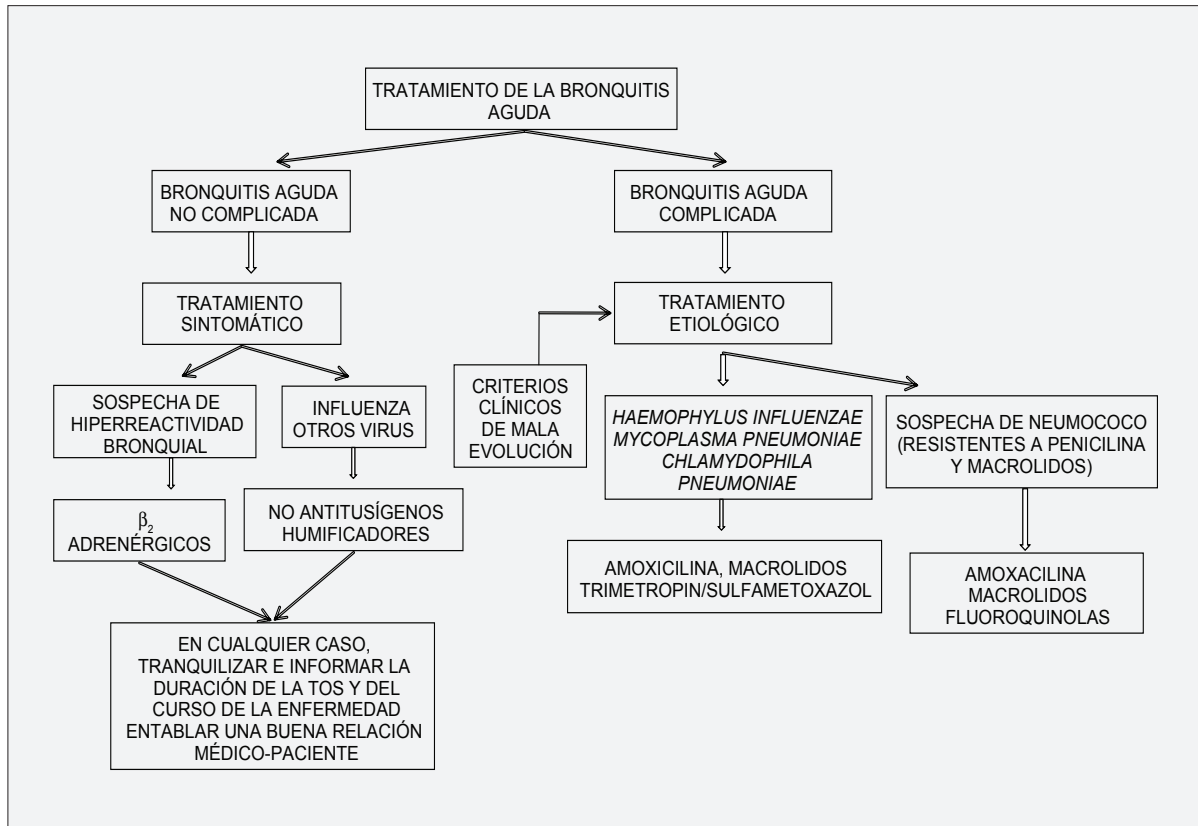 TRATAMIENTO DE LA BRONQUITIS
AGUDA
BRONQUITIS AGUDA
NO COMPLICADA
BRONQUITIS AGUDA
COMPLICADA
TRATAMIENTO
SINTOMÁTICO
TRATAMIENTO
ETIOLÓGICO
SOSPECHA DE
HIPERREACTIVIDAD
BRONQUIAL
INFLUENZA
OTROS VIRUS
CRITERIOS
CLÍNICOS
DE MALA
EVOLUCIÓN
HAEMOPHYLUS INFLUENZAE
MYCOPLASMA PNEUMONIAE
CHLAMYDOPHILA
PNEUMONIAE
SOSPECHA DE NEUMOCOCO
(RESISTENTES A PENICILINA
Y MACROLIDOS)
β₂
ADRENÉRGICOS
NO ANTITUSÍGENOS
HUMIFICADORES
AMOXICILINA, MACROLIDOS
TRIMETROPIN/SULFAMETOXAZOL
AMOXACILINA
MACROLIDOS
FLUOROQUINOLAS
EN CUALQUIER CASO,
TRANQUILIZAR E INFORMAR LA
DURACIÓN DE LA TOS Y DEL
CURSO DE LA ENFERMEDAD
ENTABLAR UNA BUENA RELACIÓN
MÉDICO-PACIENTE